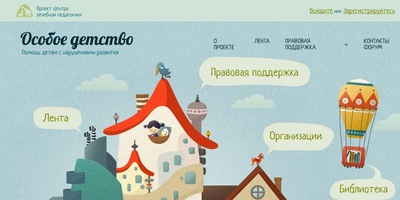 Проект Центра
лечебной педагогики
Войдите или Зарегистрируйтесь
Особое детство
Помощь детям с нарушениями развития
О ПРОЕКТЕ
ЛЕНТА
ПРАВОВАЯ ПОДДЕРЖКА
КОНТАКТЫ
ФОРУМ
Правовая поддержка
Лента
Организации
Библиотека